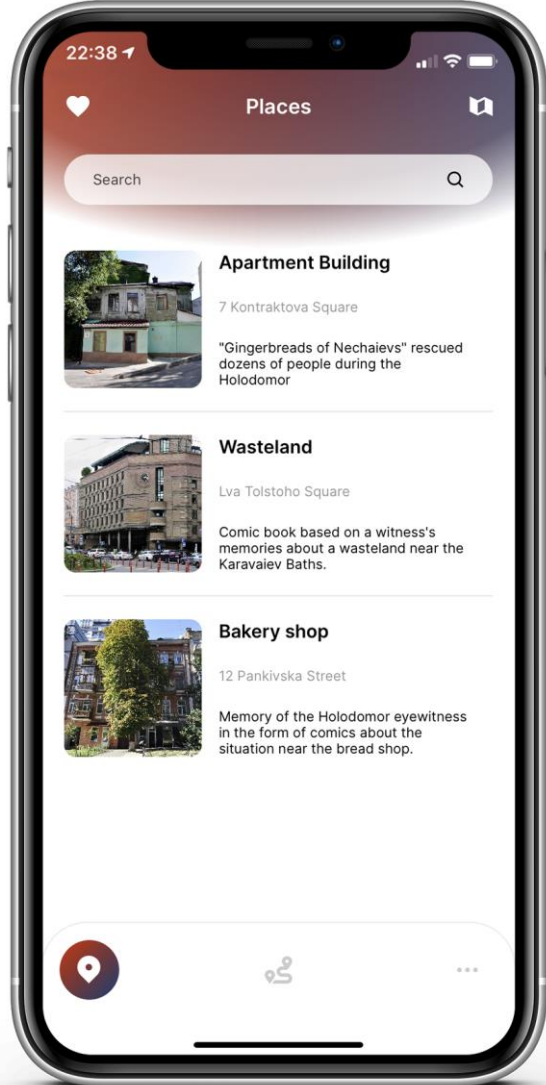 22:38
Places
Search
Apartment Building
7 Kontraktova Square
"Gingerbreads of Nechaievs" rescued
dozens of people during the
Holodomor
Wasteland
Lva Tolstoho Square
Comic book based on a witness's
memories about a wasteland near the
Karavaiev Baths.
Bakery shop
12 Pankivska Street
Memory of the Holodomor eyewitness
in the form of comics about the
situation near the bread shop.